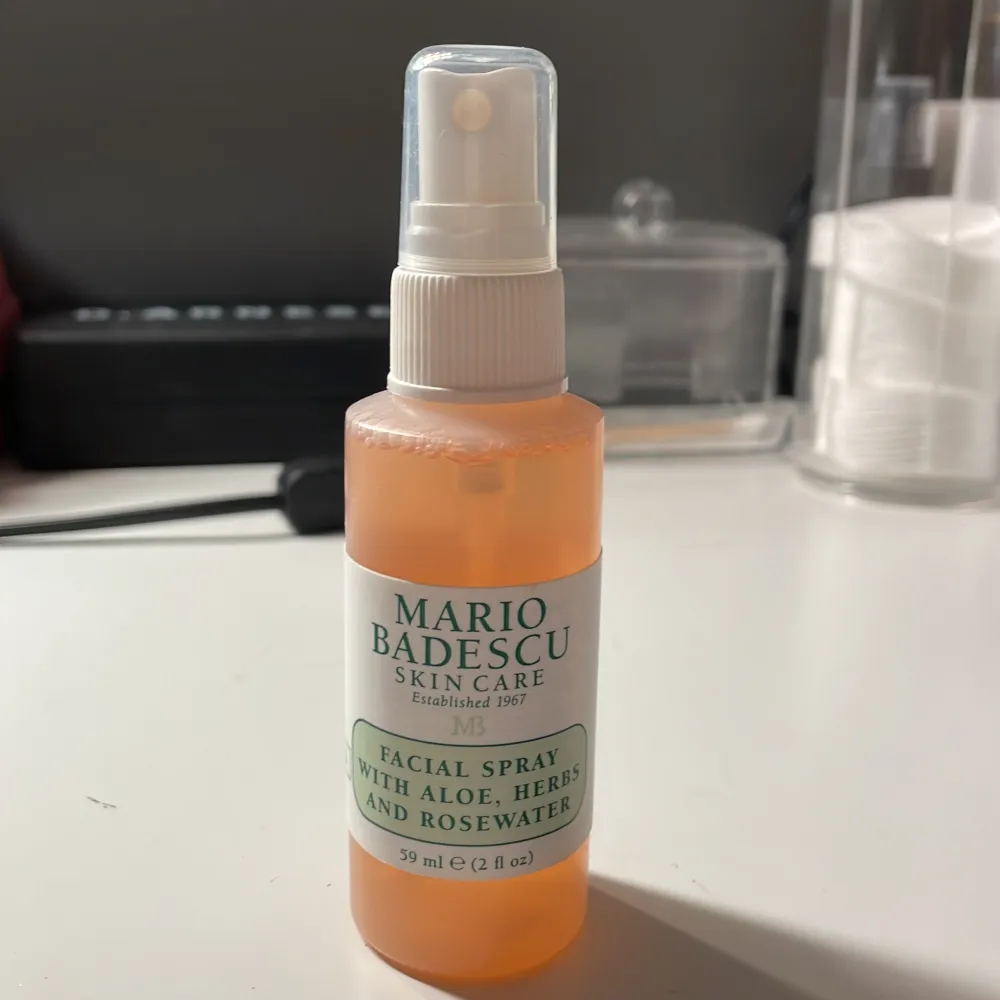 MARIO
BADESCU
SKIN CARE
Established 1967
MB
FACIAL SPRAY
WITH ALOE, HERBS
AND ROSEWATER
59 ml ℮ (2 fl oz)